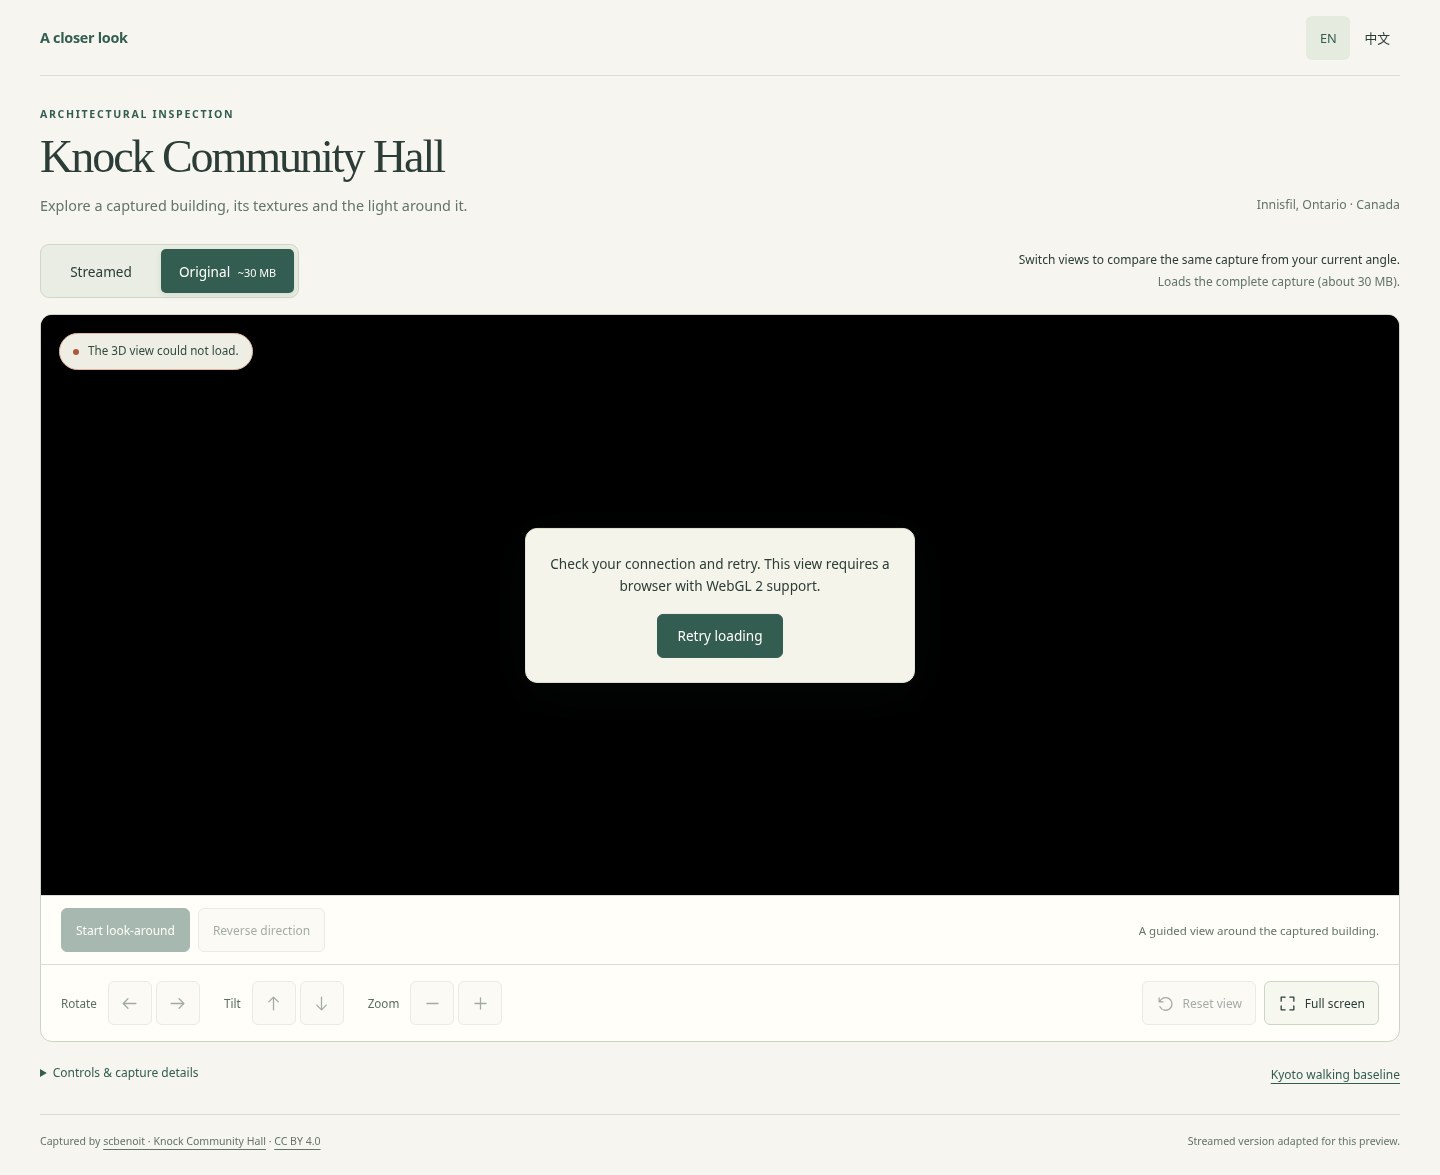 A closer look
EN
中文
ARCHITECTURAL INSPECTION
Knock Community Hall
Explore a captured building, its textures and the light around it.
Innisfil, Ontario · Canada
Streamed
Original ~30 MB
Switch views to compare the same capture from your current angle.
Loads the complete capture (about 30 MB).
The 3D view could not load.
Check your connection and retry. This view requires a
browser with WebGL 2 support.
Retry loading
Start look-around
Reverse direction
A guided view around the captured building.
Rotate
Tilt
Zoom
Reset view
Full screen
Controls & capture details
Kyoto walking baseline
Captured by scbenoit · Knock Community Hall · CC BY 4.0
Streamed version adapted for this preview.